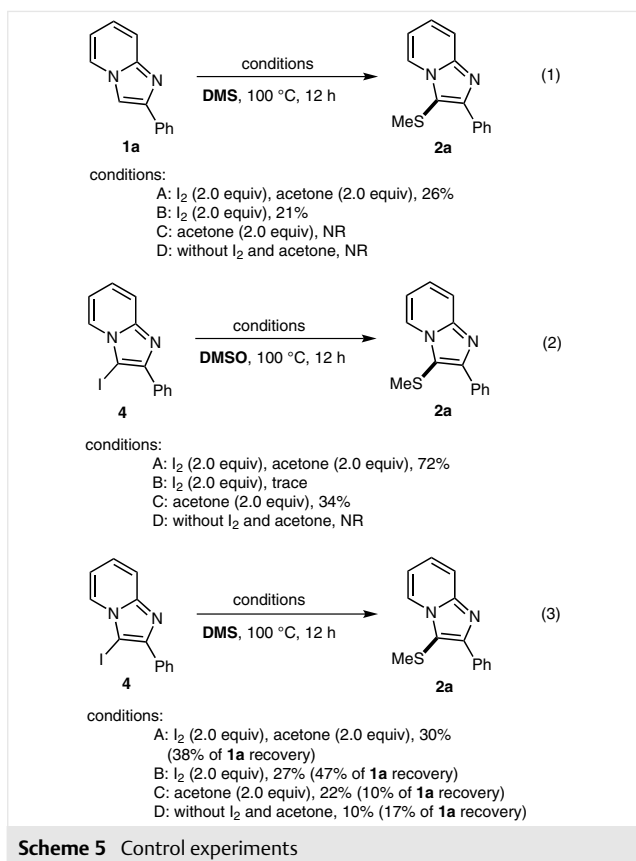 N
N
Ph
1a
conditions
DMS, 100 °C, 12 h
N
N
MeS
Ph
2a
(1)
conditions:
A: I₂ (2.0 equiv), acetone (2.0 equiv), 26%
B: I₂ (2.0 equiv), 21%
C: acetone (2.0 equiv), NR
D: without I₂ and acetone, NR
N
N
I
Ph
4
conditions
DMSO, 100 °C, 12 h
N
N
MeS
Ph
2a
(2)
conditions:
A: I₂ (2.0 equiv), acetone (2.0 equiv), 72%
B: I₂ (2.0 equiv), trace
C: acetone (2.0 equiv), 34%
D: without I₂ and acetone, NR
N
N
I
Ph
4
conditions
DMS, 100 °C, 12 h
N
N
MeS
Ph
2a
(3)
conditions:
A: I₂ (2.0 equiv), acetone (2.0 equiv), 30%
(38% of 1a recovery)
B: I₂ (2.0 equiv), 27% (47% of 1a recovery)
C: acetone (2.0 equiv), 22% (10% of 1a recovery)
D: without I₂ and acetone, 10% (17% of 1a recovery)
Scheme 5 Control experiments